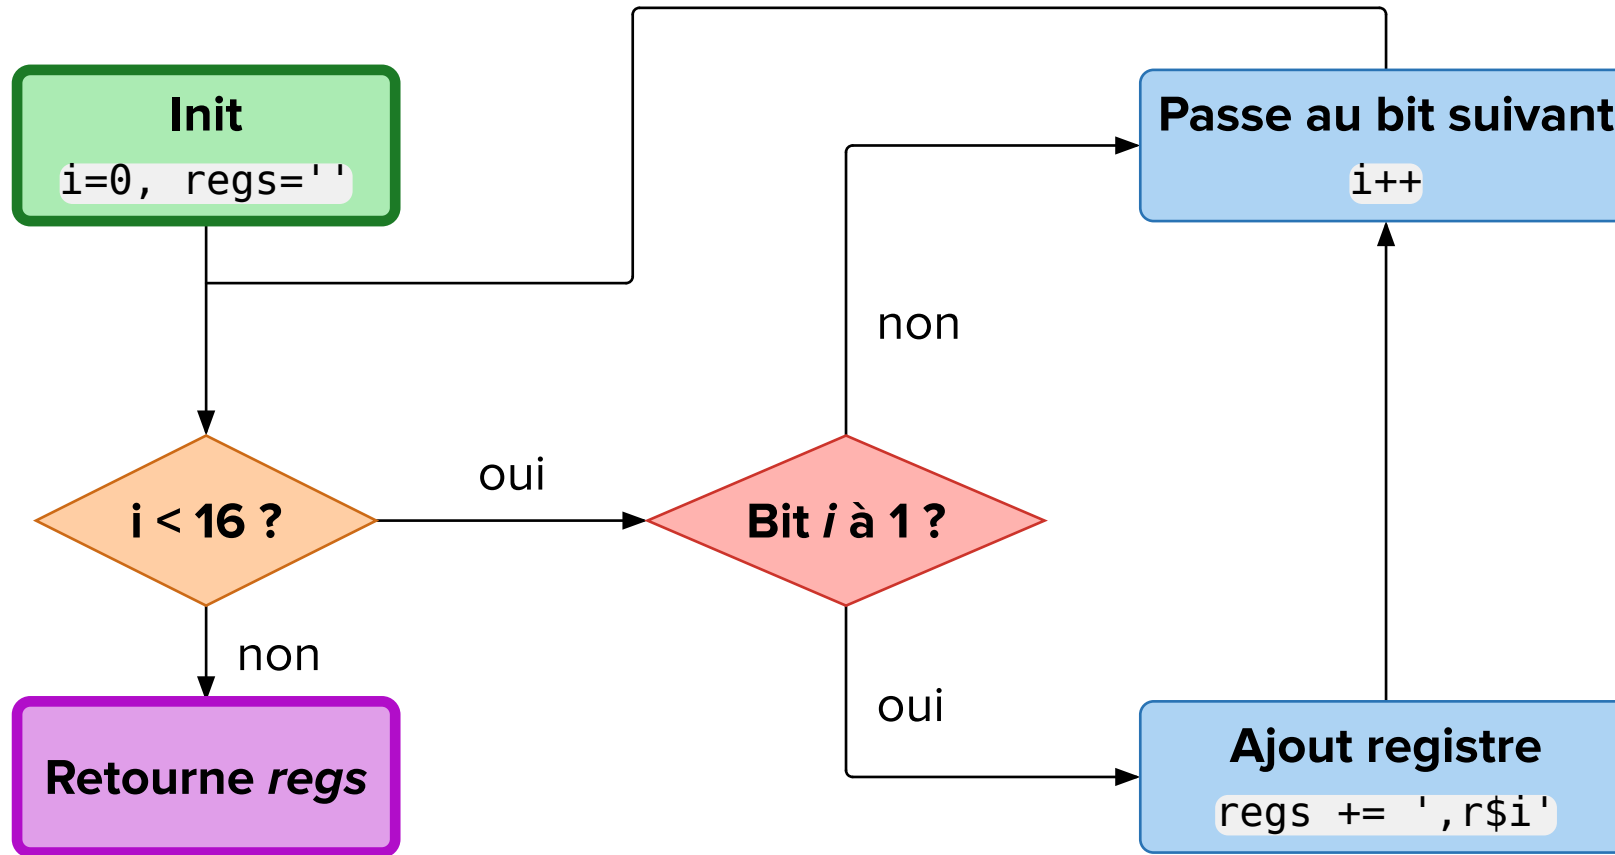 Init
i=0, regs=''
Passe au bit suivant
i++
non
oui
i < 16 ?
Bit i à 1 ?
non
oui
Retourne regs
Ajout registre
regs += ',r$i'